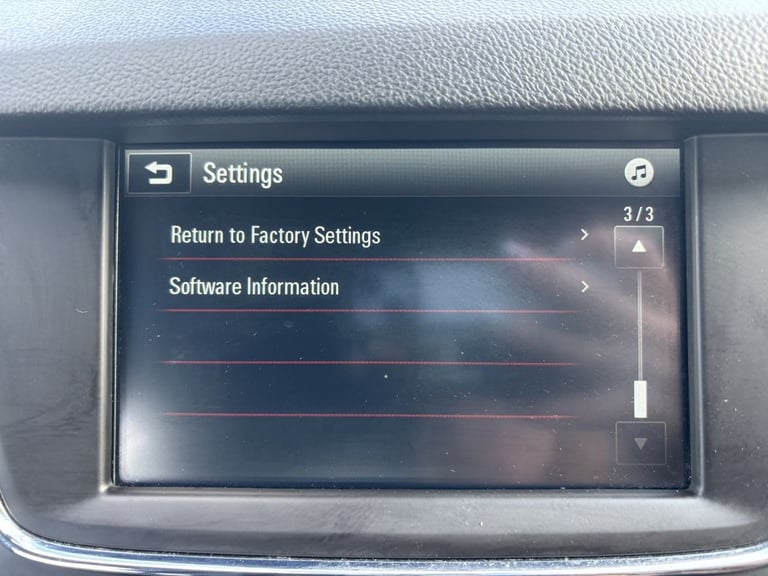 Settings
3/3
Return to Factory Settings
Software Information